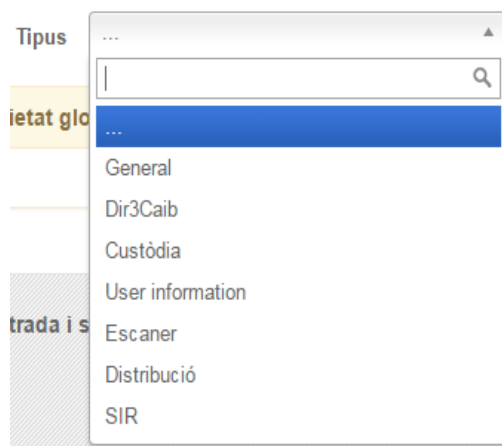 Tipus
...
ietat glo
...
General
Dir3Caib
Custòdia
User information
Escaner
trada i s
Distribució
SIR